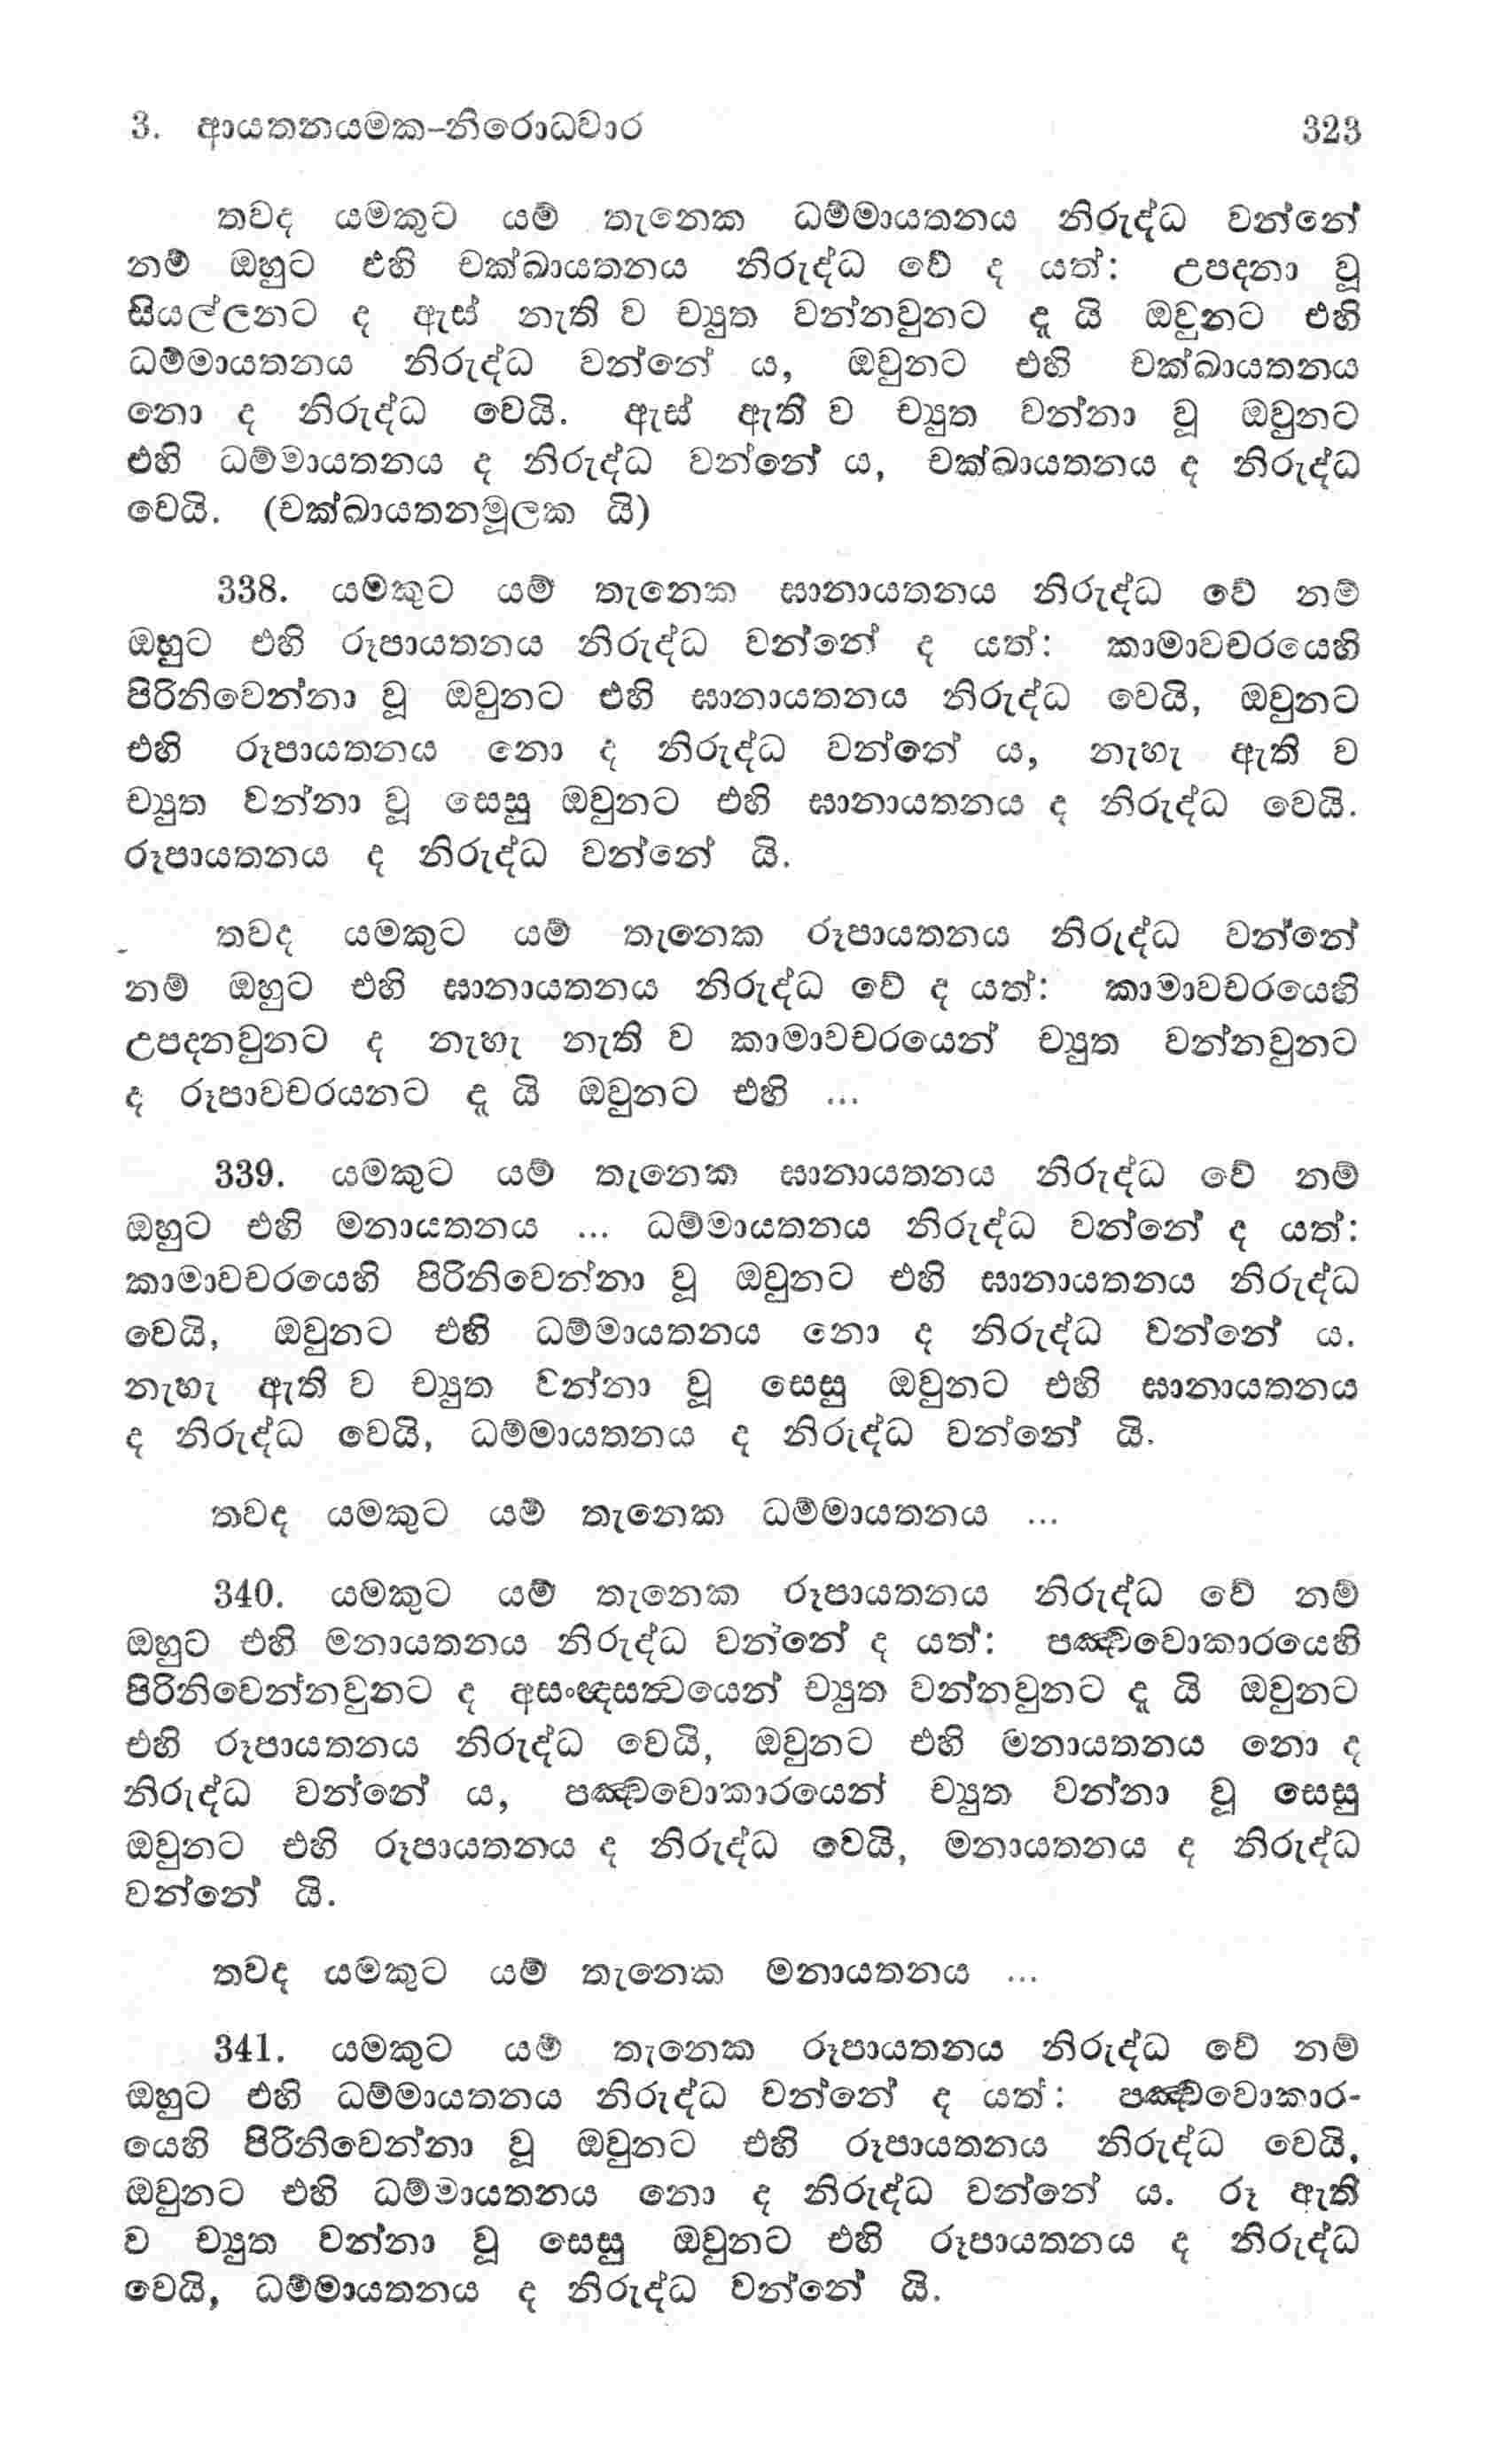 3. ආයතනයමක-නිරොධවාර 323
තවද යමකුට යම් තැනෙක ධම්මායතනය නිරුද්ධ වන්නේ
නම් ඔහුට එහි චක්ඛායතනය නිරුද්ධ වේ ද යත්: උපදනා වූ
සියල්ලනට ද ඇස් නැති ව ච්‍යුත වන්නවුනට දු යි ඔවුනට එහි
ධම්මායතනය නිරුද්ධ වන්නේ ය, ඔවුනට එහි චක්ඛායතනය
නො ද නිරුද්ධ වෙයි. ඇස් ඇති ව ච්‍යුත වන්නා වූ ඔවුනට
එහි ධම්මායතනය ද නිරුද්ධ වන්නේ ය, චක්ඛායතනය ද නිරුද්ධ
වෙයි. (චක්ඛායතනමූලක යි)
338. යමකුට යම් තැනෙක ඝානායතනය නිරුද්ධ වේ නම්
ඔහුට එහි රූපායතනය නිරුද්ධ වන්නේ ද යත්: කාමාවචරයෙහි
පිරිනිවෙන්නා වූ ඔවුනට එහි ඝානායතනය නිරුද්ධ වෙයි, ඔවුනට
එහි රූපායතනය නො ද නිරුද්ධ වන්නේ ය, නැහැ ඇති ව
ච්‍යුත වන්නා වූ සෙසු ඔවුනට එහි ඝානායතනය ද නිරුද්ධ වෙයි.
රූපායතනය ද නිරුද්ධ වන්නේ යි.
තවද යමකුට යම් තැනෙක රූපායතනය නිරුද්ධ වන්නේ
නම් ඔහුට එහි ඝානායතනය නිරුද්ධ වේ ද යත්: කාමාවචරයෙහි
උපදනවුනට ද නැහැ නැති ව කාමාවචරයෙන් ච්‍යුත වන්නවුනට
ද රූපාවචරයනට දු යි ඔවුනට එහි ...
339. යමකුට යම් තැනෙක ඝානායතනය නිරුද්ධ වේ නම්
ඔහුට එහි මනායතනය ... ධම්මායතනය නිරුද්ධ වන්නේ ද යත්:
කාමාවචරයෙහි පිරිනිවෙන්නා වූ ඔවුනට එහි ඝානායතනය නිරුද්ධ
වෙයි, ඔවුනට එහි ධම්මායතනය නො ද නිරුද්ධ වන්නේ ය.
නැහැ ඇති ව ච්‍යුත වන්නා වූ සෙසු ඔවුනට එහි ඝානායතනය
ද නිරුද්ධ වෙයි, ධම්මායතනය ද නිරුද්ධ වන්නේ යි.
තවද යමකුට යම් තැනෙක ධම්මායතනය ...
340. යමකුට යම් තැනෙක රූපායතනය නිරුද්ධ වේ නම්
ඔහුට එහි මනායතනය නිරුද්ධ වන්නේ ද යත්: පඤ්චවොකාරයෙහි
පිරිනිවෙන්නවුනට ද අසංඥසත්‍වයෙන් ච්‍යුත වන්නවුනට දු යි ඔවුනට
එහි රූපායතනය නිරුද්ධ වෙයි, ඔවුනට එහි මනායතනය නො ද
නිරුද්ධ වන්නේ ය, පඤ්චවොකාරයෙන් ච්‍යුත වන්නා වූ සෙසු
ඔවුනට එහි රූපායතනය ද නිරුද්ධ වෙයි, මනායතනය ද නිරුද්ධ
වන්නේ යි.
තවද යමකුට යම් තැනෙක මනායතනය ...
341. යමකුට යම් තැනෙක රූපායතනය නිරුද්ධ වේ නම්
ඔහුට එහි ධම්මායතනය නිරුද්ධ වන්නේ ද යත්: පඤ්චවොකාර-
යෙහි පිරිනිවෙන්නා වූ ඔවුනට එහි රූපායතනය නිරුද්ධ වෙයි,
ඔවුනට එහි ධම්මායතනය නො ද නිරුද්ධ වන්නේ ය. රූ ඇති
ව ච්‍යුත වන්නා වූ සෙසු ඔවුනට එහි රූපායතනය ද නිරුද්ධ
වෙයි, ධම්මායතනය ද නිරුද්ධ වන්නේ යි.